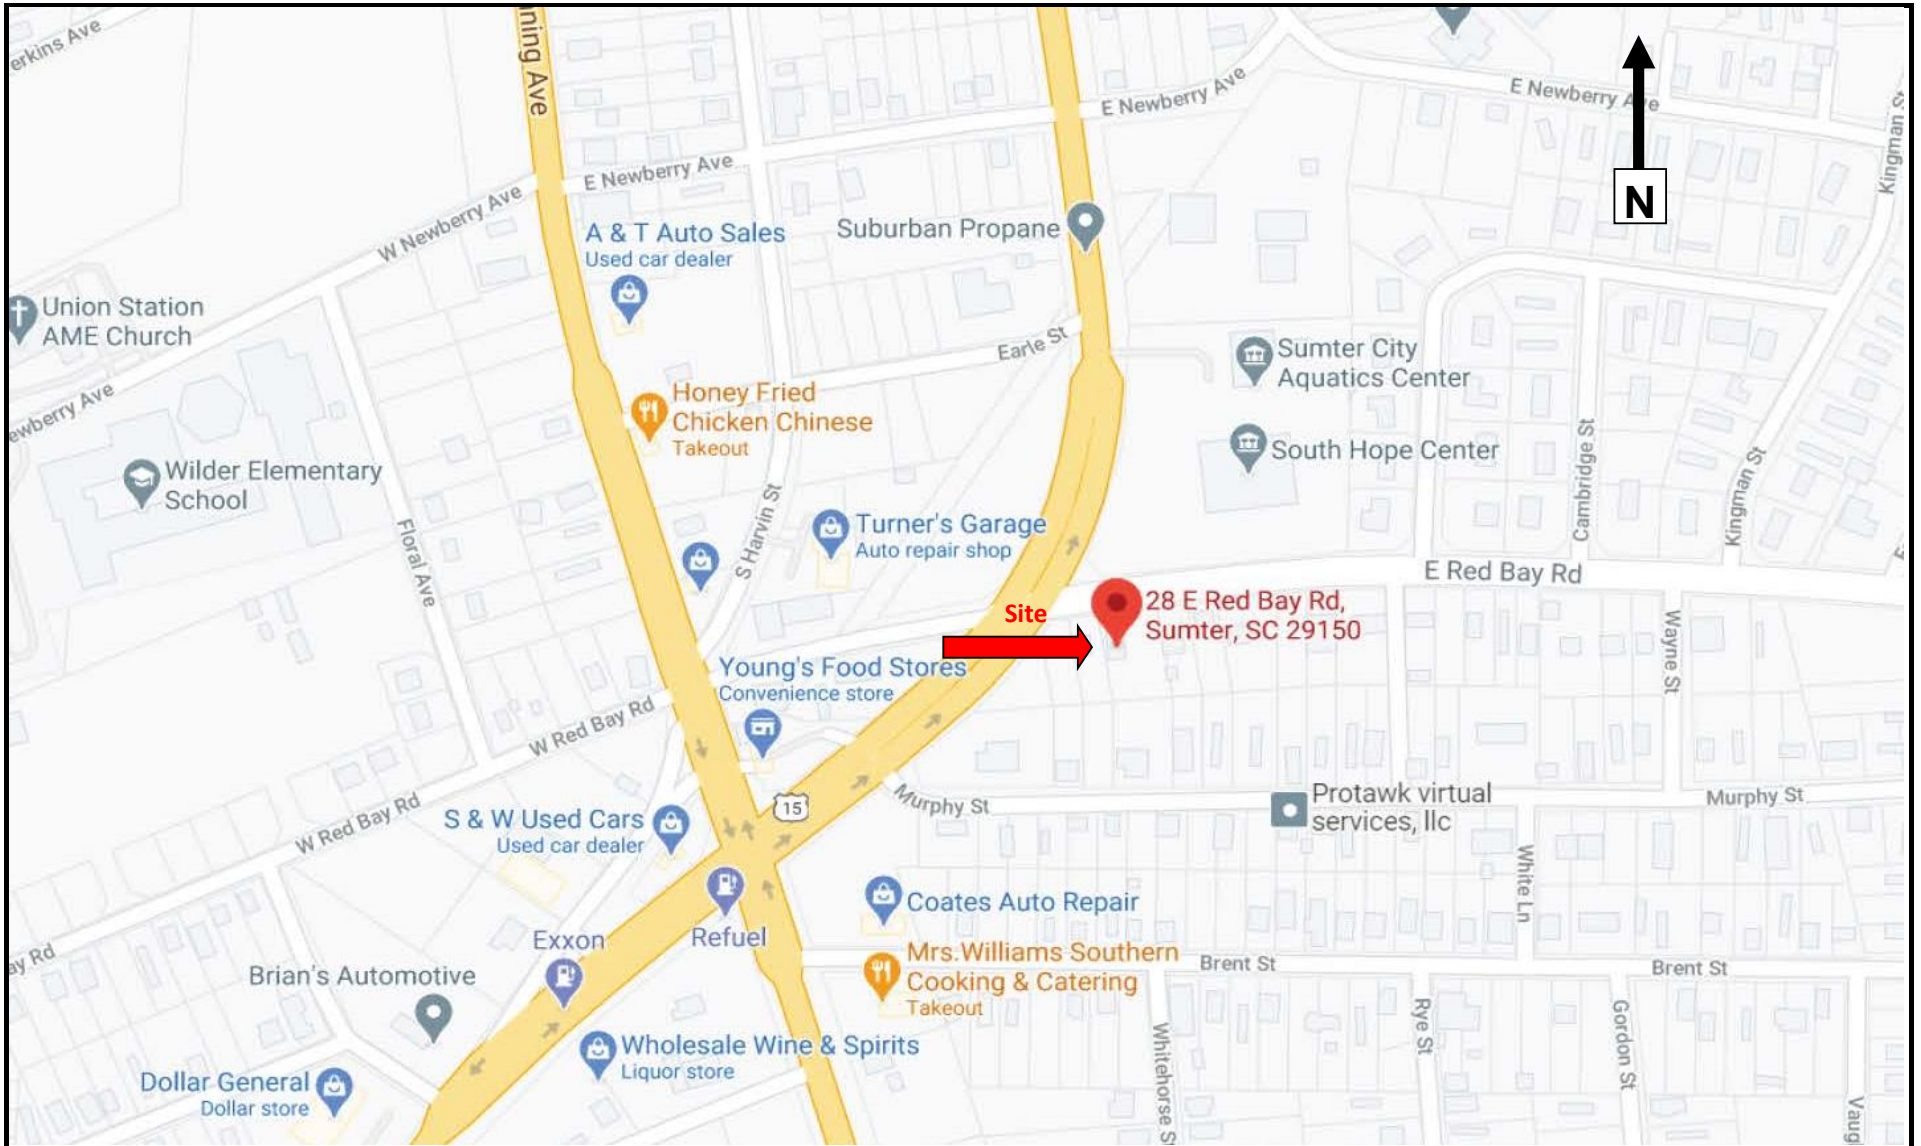 erkins Ave
ning Ave
E Newberry Ave
E Newberry Ave
N
Kingman St
E Newberry Ave
W Newberry Ave
A & T Auto Sales
Used car dealer
Suburban Propane
Union Station
AME Church
Earle St
Sumter City
Aquatics Center
ewberry Ave
Honey Fried
Chicken Chinese
Takeout
South Hope Center
Cambridge St
Kingman St
Wilder Elementary
School
Floral Ave
S Harvin St
Turner's Garage
Auto repair shop
E Red Bay Rd
Site
28 E Red Bay Rd,
Sumter, SC 29150
Wayne St
Young's Food Stores
Convenience store
W Red Bay Rd
W Red Bay Rd
S & W Used Cars
Used car dealer
15
Murphy St
Protawk virtual
services, llc
Murphy St
White Ln
Coates Auto Repair
Refuel
Exxon
ay Rd
Brian's Automotive
Mrs.Williams Southern
Cooking & Catering
Takeout
Brent St
Brent St
Whitehorse S
Rye St
Gordon St
Wholesale Wine & Spirits
Liquor store
Dollar General
Dollar store
Vaug